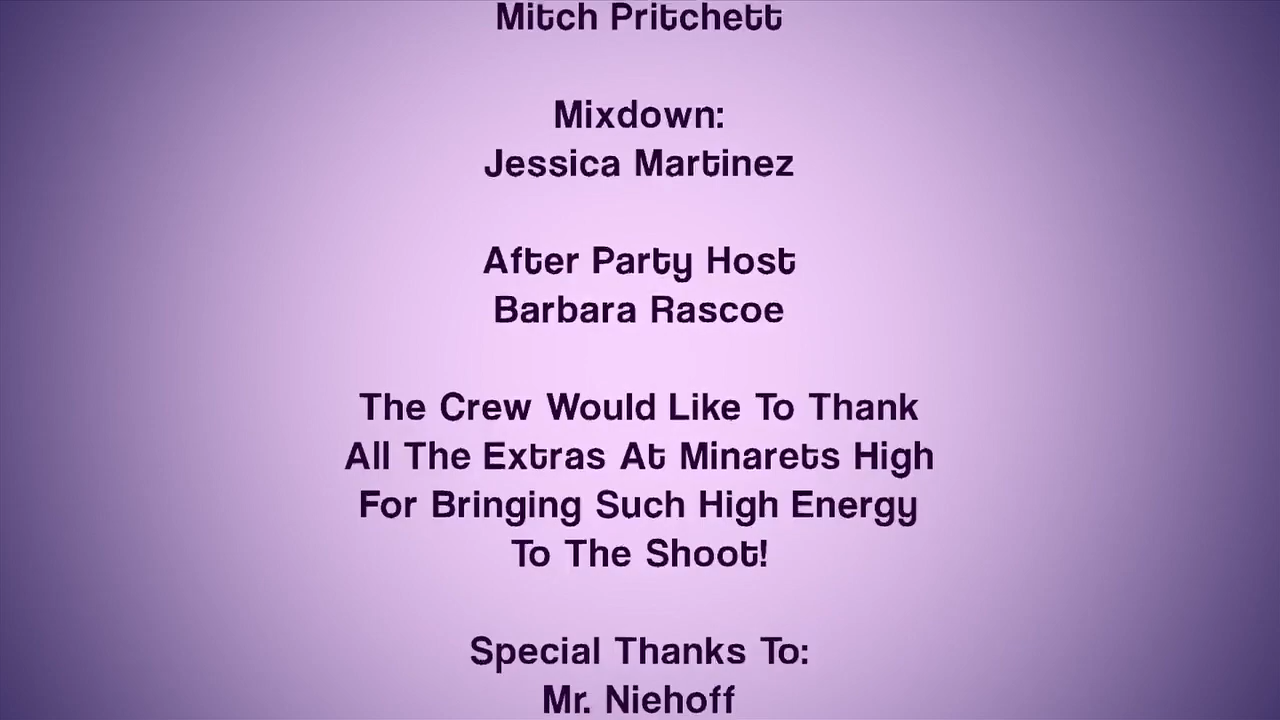 Mitch Pritchett
Mixdown:
Jessica Martinez
After Party Host
Barbara Rascoe
The Crew Would Like To Thank
All The Extras At Minarets High
For Bringing Such High Energy
To The Shoot!
Special Thanks To:
Mr. Niehoff